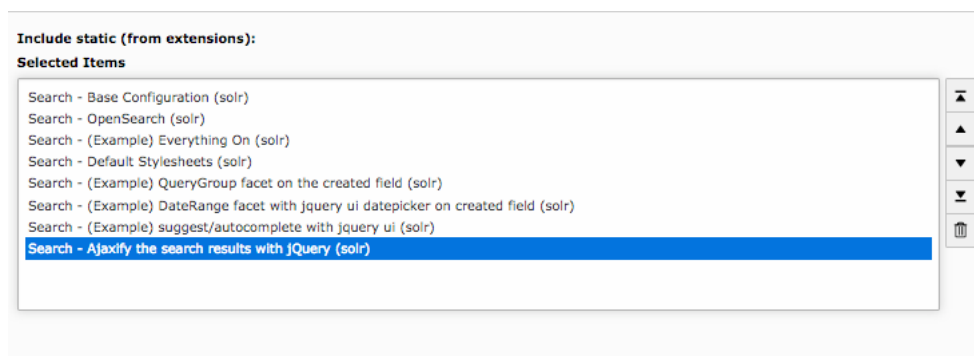 Include static (from extensions):
Selected Items
Search - Base Configuration (solr)
Search - OpenSearch (solr)
Search - (Example) Everything On (solr)
Search - Default Stylesheets (solr)
Search - (Example) QueryGroup facet on the created field (solr)
Search - (Example) DateRange facet with jquery ui datepicker on created field (solr)
Search - (Example) suggest/autocomplete with jquery ui (solr)
Search - Ajaxify the search results with jQuery (solr)